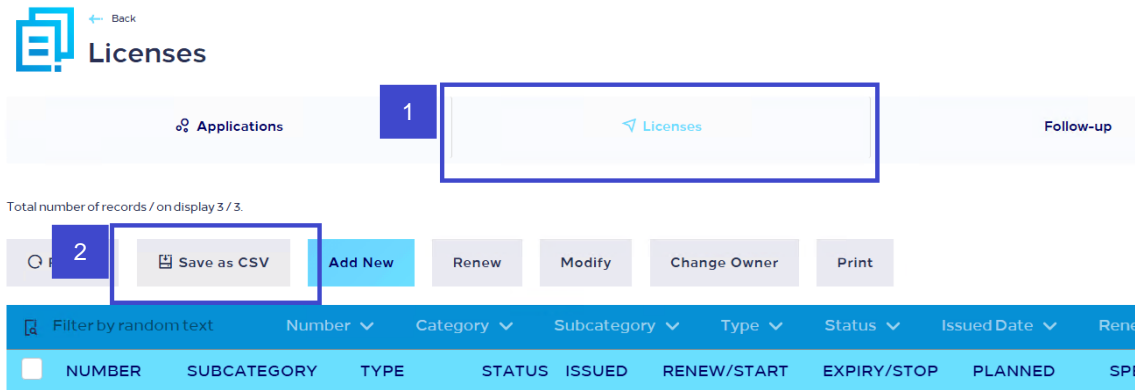 Back
Licenses
1
Applications
Licenses
Follow-up
Total number of records / on display 3 / 3.
2
Save as CSV
Add New
Renew
Modify
Change Owner
Print
Filter by random text Number Category Subcategory Type Status Issued Date
NUMBER SUBCATEGORY TYPE STATUS ISSUED RENEW/START EXPIRY/STOP PLANNED